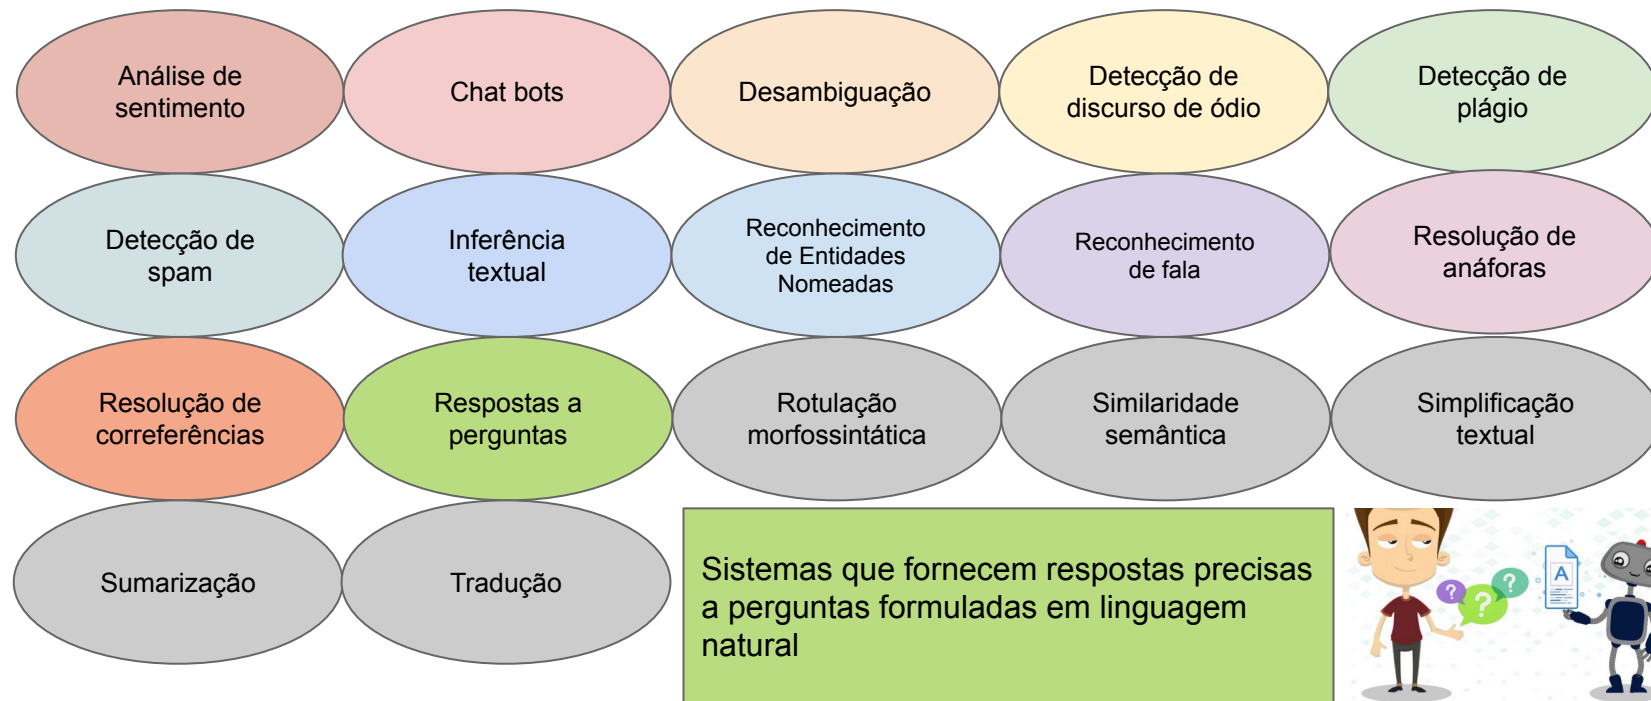 Análise de
sentimento
Chat bots
Desambiguação
Detecção de
discurso de ódio
Detecção de
plágio
Detecção de
spam
Inferência
textual
Reconhecimento
de Entidades
Nomeadas
Reconhecimento
de fala
Resolução de
anáforas
Resolução de
correferências
Respostas a
perguntas
Rotulação
morfossintática
Similaridade
semântica
Simplificação
textual
Sumarização
Tradução
Sistemas que fornecem respostas precisas
a perguntas formuladas em linguagem
natural
? ? ?
A